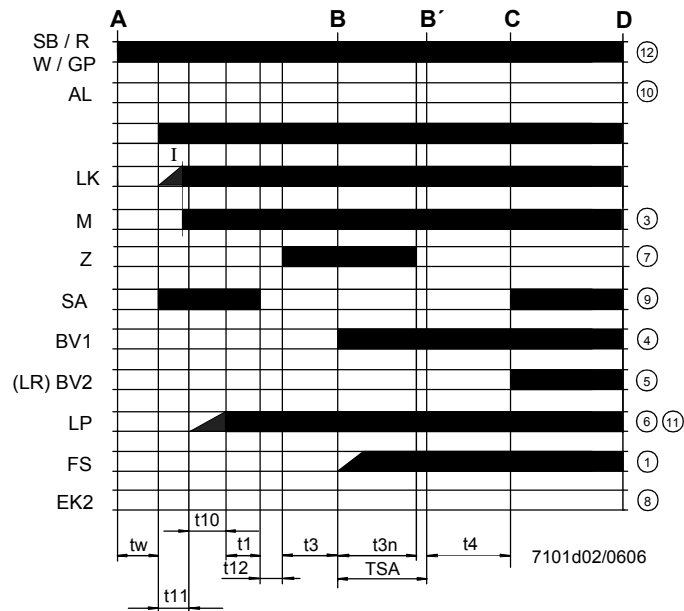 A B B´ C D
SB / R
W / GP 12
AL 10
I
LK
M 3
Z 7
SA 9
BV1 4
(LR) BV2 5
LP 6 11
FS 1
EK2 8
t10
tw t1 t3 t3n t4 7101d02/0606
t12 TSA
t11